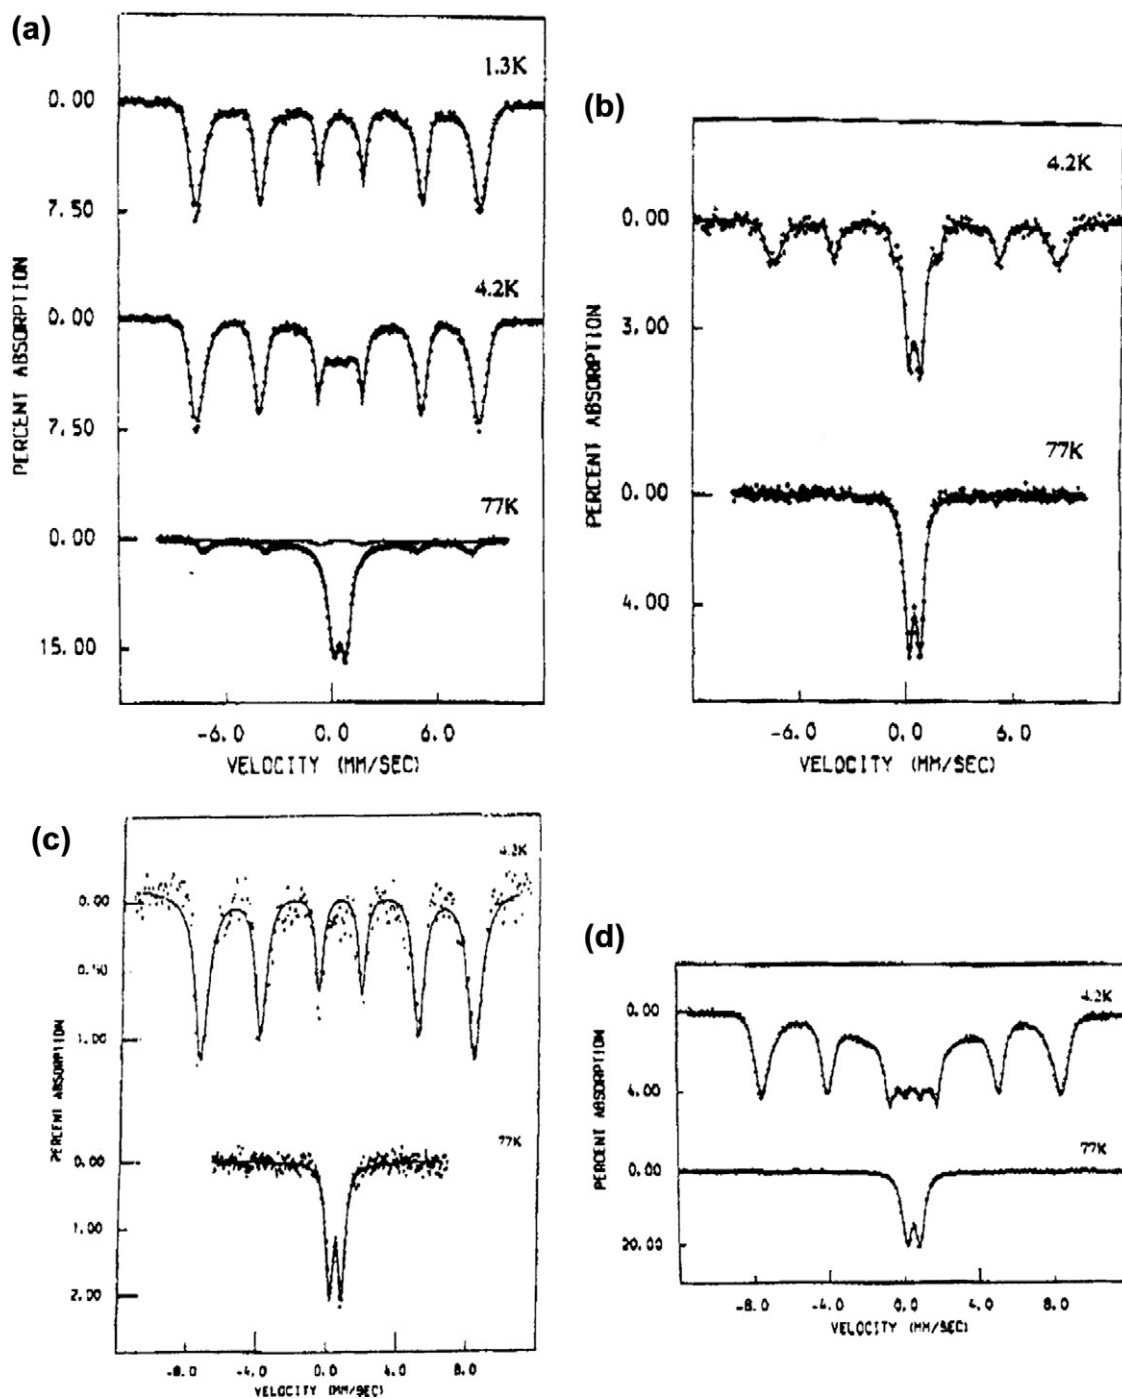 (a)
1.3K
0.00
7.50
4.2K
0.00
7.50
77K
0.00
15.00
PERCENT ABSORPTION
-6.0 0.0 6.0
VELOCITY (MM/SEC)
(b)
4.2K
0.00
3.00
77K
0.00
4.00
PERCENT ABSORPTION
-6.0 0.0 6.0
VELOCITY (MM/SEC)
(c)
4.2K
0.00
0.50
1.00
77K
0.00
1.00
2.00
PERCENT ABSORPTION
-8.0 -4.0 0.0 4.0 8.0
VELOCITY (MM/SEC)
(d)
4.2K
0.00
4.00
77K
0.00
20.00
PERCENT ABSORPTION
-8.0 -4.0 0.0 4.0 8.0
VELOCITY (MM/SEC)